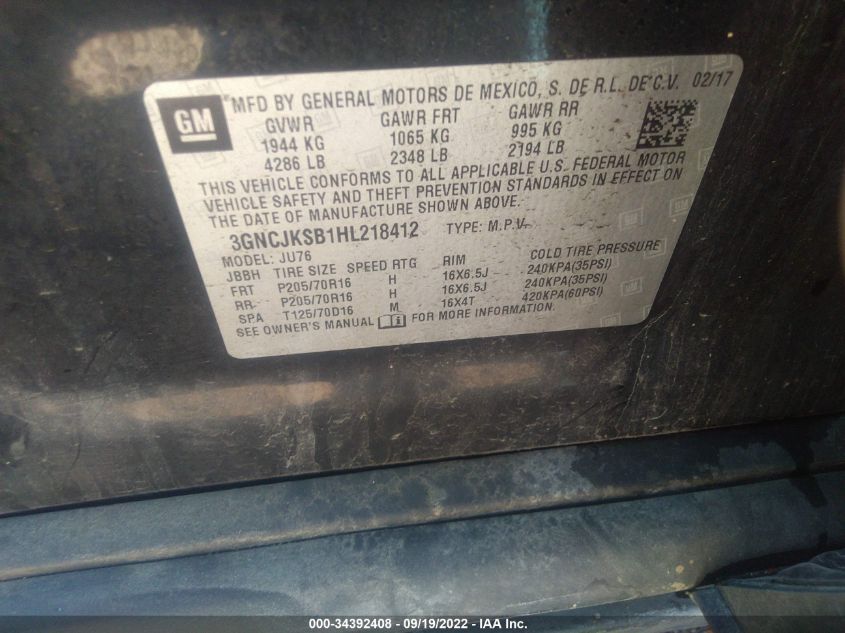 GM
MFD BY GENERAL MOTORS DE MEXICO, S. DE R.L. DE C.V. 02/17
GVWR GAWR FRT GAWR RR
1944 KG 1065 KG 995 KG
4286 LB 2348 LB 2194 LB
THIS VEHICLE CONFORMS TO ALL APPLICABLE U.S. FEDERAL MOTOR
VEHICLE SAFETY AND THEFT PREVENTION STANDARDS IN EFFECT ON
THE DATE OF MANUFACTURE SHOWN ABOVE.
3GNCJKSB1HL218412 TYPE: M.P.V.
MODEL: JU76
JBBH TIRE SIZE SPEED RTG RIM COLD TIRE PRESSURE
FRT P205/70R16 H 16X6.5J 240KPA(35PSI)
RR P205/70R16 H 16X6.5J 240KPA(35PSI)
SPA T125/70D16 M 16X4T 420KPA(60PSI)
SEE OWNER'S MANUAL FOR MORE INFORMATION.
000-34392408 - 09/19/2022 - IAA Inc.